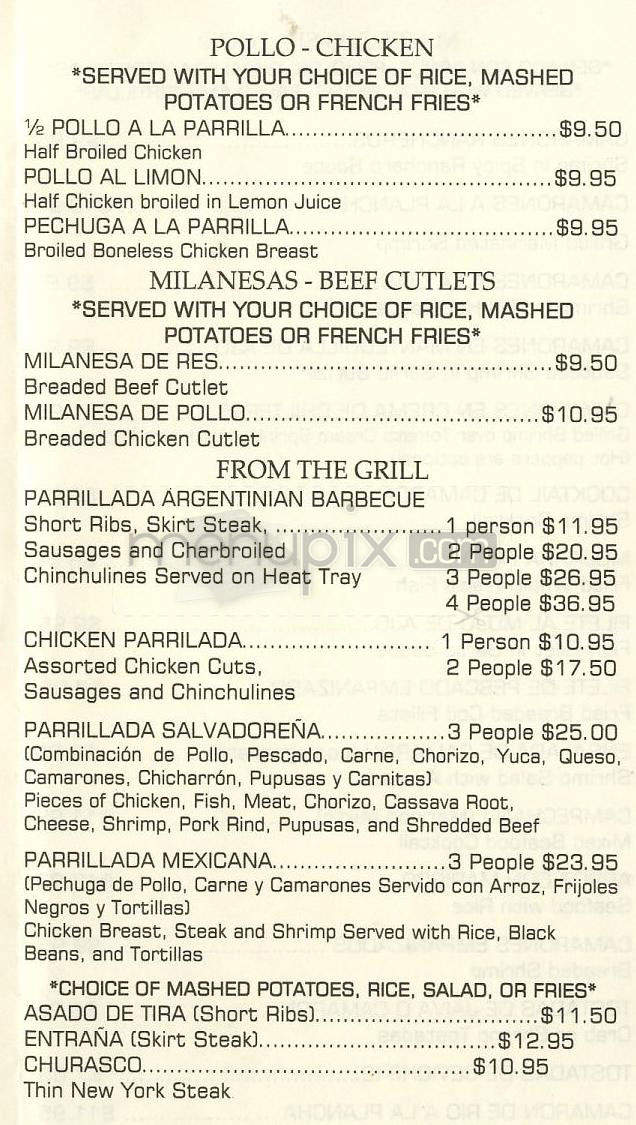 POLLO - CHICKEN
*SERVED WITH YOUR CHOICE OF RICE, MASHED
POTATOES OR FRENCH FRIES*
½ POLLO A LA PARRILLA........................................$9.50
Half Broiled Chicken
POLLO AL LIMON....................................................$9.95
Half Chicken broiled in Lemon Juice
PECHUGA A LA PARRILLA.......................................$9.95
Broiled Boneless Chicken Breast
MILANESAS - BEEF CUTLETS
*SERVED WITH YOUR CHOICE OF RICE, MASHED
POTATOES OR FRENCH FRIES*
MILANESA DE RES..................................................$9.50
Breaded Beef Cutlet
MILANESA DE POLLO............................................$10.95
Breaded Chicken Cutlet
FROM THE GRILL
PARRILLADA ARGENTINIAN BARBECUE
Short Ribs, Skirt Steak, .........................1 person $11.95
Sausages and Charbroiled 2 People $20.95
menupix.com
Chinchulines Served on Heat Tray 3 People $26.95
4 People $36.95
CHICKEN PARRILADA............................ 1 Person $10.95
Assorted Chicken Cuts, 2 People $17.50
Sausages and Chinchulines
PARRILLADA SALVADOREÑA..................3 People $25.00
(Combinación de Pollo, Pescado, Carne, Chorizo, Yuca, Queso,
Camarones, Chicharrón, Pupusas y Carnitas)
Pieces of Chicken, Fish, Meat, Chorizo, Cassava Root,
Cheese, Shrimp, Pork Rind, Pupusas, and Shredded Beef
PARRILLADA MEXICANA.........................3 People $23.95
(Pechuga de Pollo, Carne y Camarones Servido con Arroz, Frijoles
Negros y Tortillas)
Chicken Breast, Steak and Shrimp Served with Rice, Black
Beans, and Tortillas
*CHOICE OF MASHED POTATOES, RICE, SALAD, OR FRIES*
ASADO DE TIRA (Short Ribs).................................$11.50
ENTRAÑA (Skirt Steak)...................................$12.95
CHURASCO................................................$10.95
Thin New York Steak